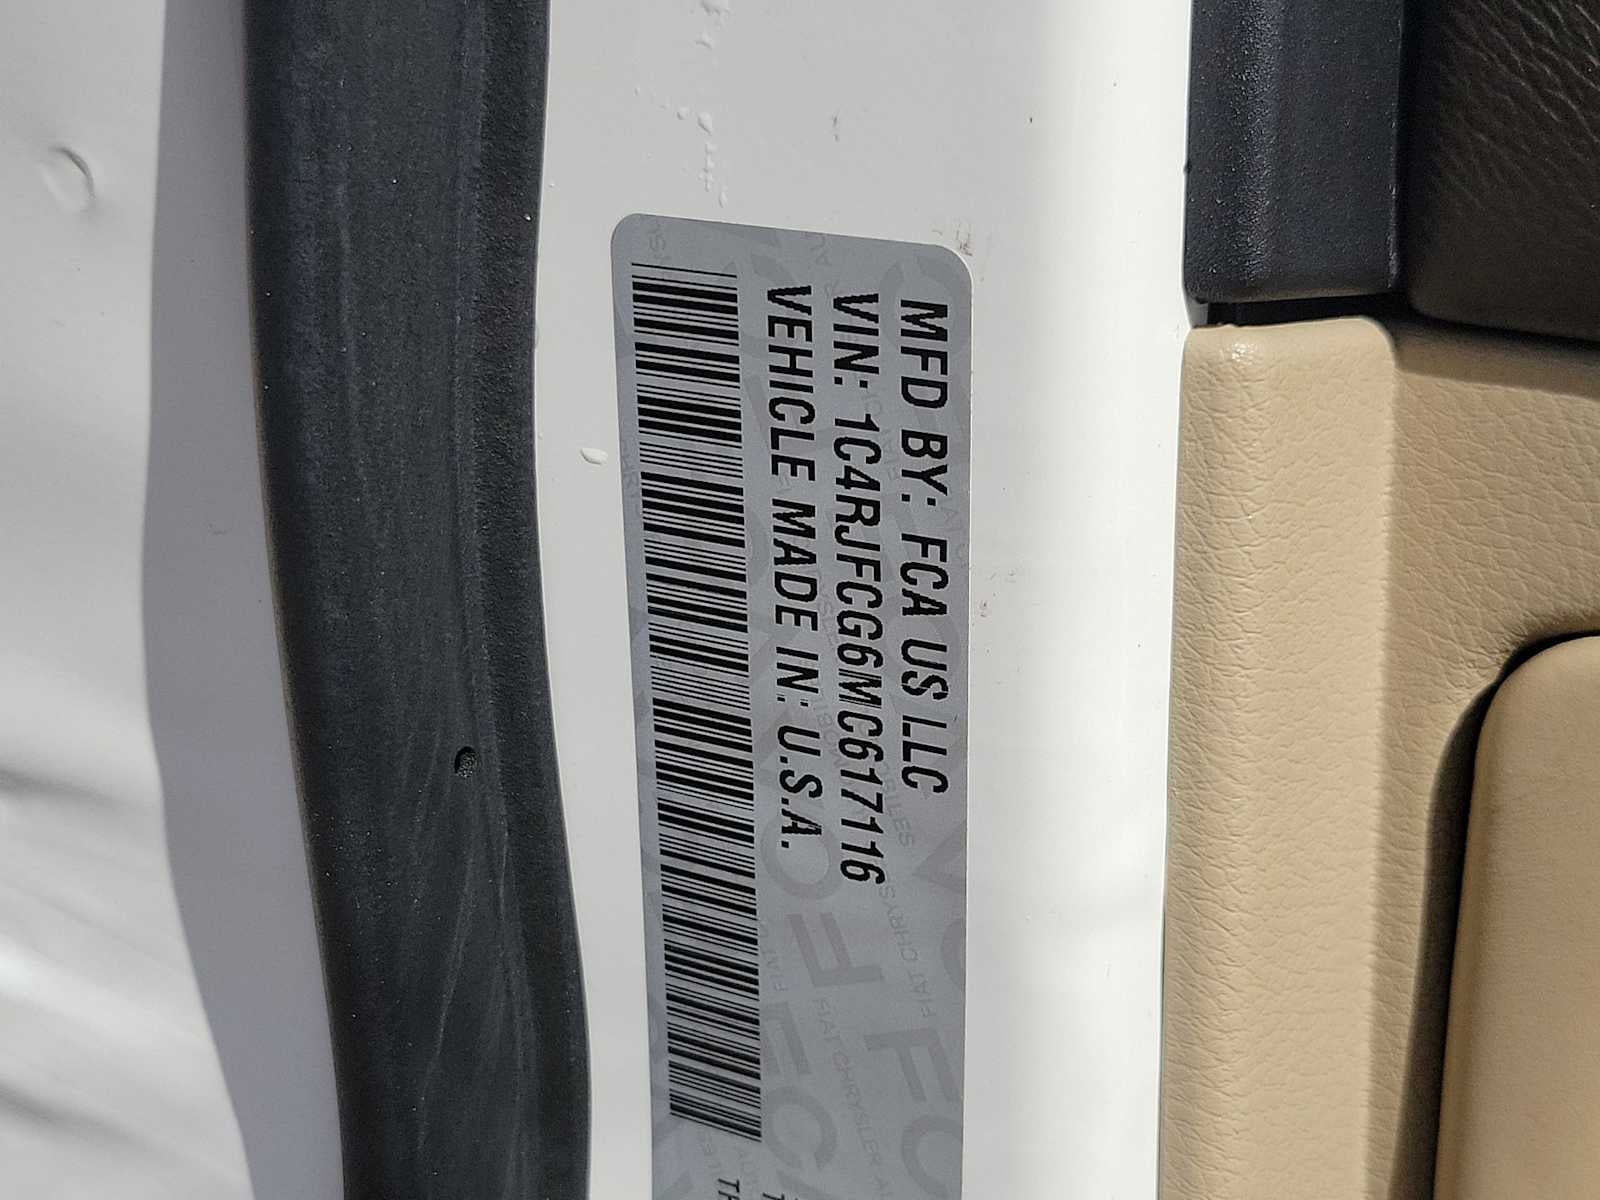 MFD BY: FCA US LLC
VIN: 1C4RJFCG6MC617116
VEHICLE MADE IN: U.S.A.